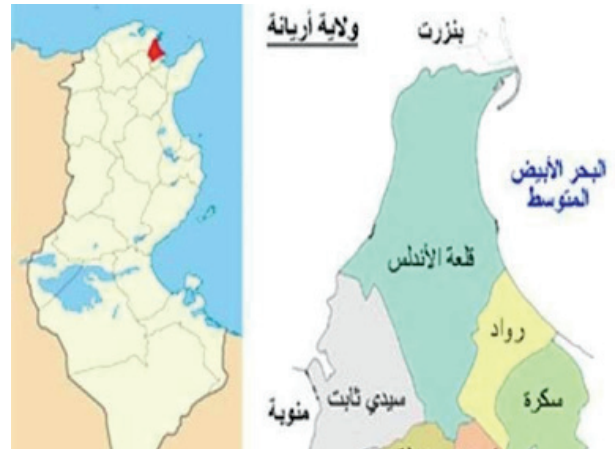 ولاية أريانة
بنزرت
البحر الأبيض
المتوسط
قلعة الأندلس
رواد
سكرة
سيدي ثابت
منوبة